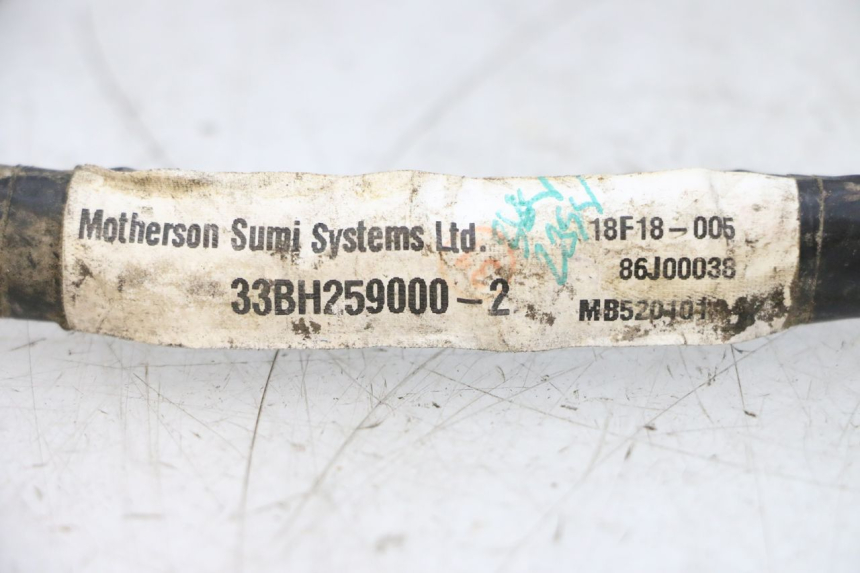 Motherson Sumi Systems Ltd.
33BH259000-2
18F18-005
86J00038